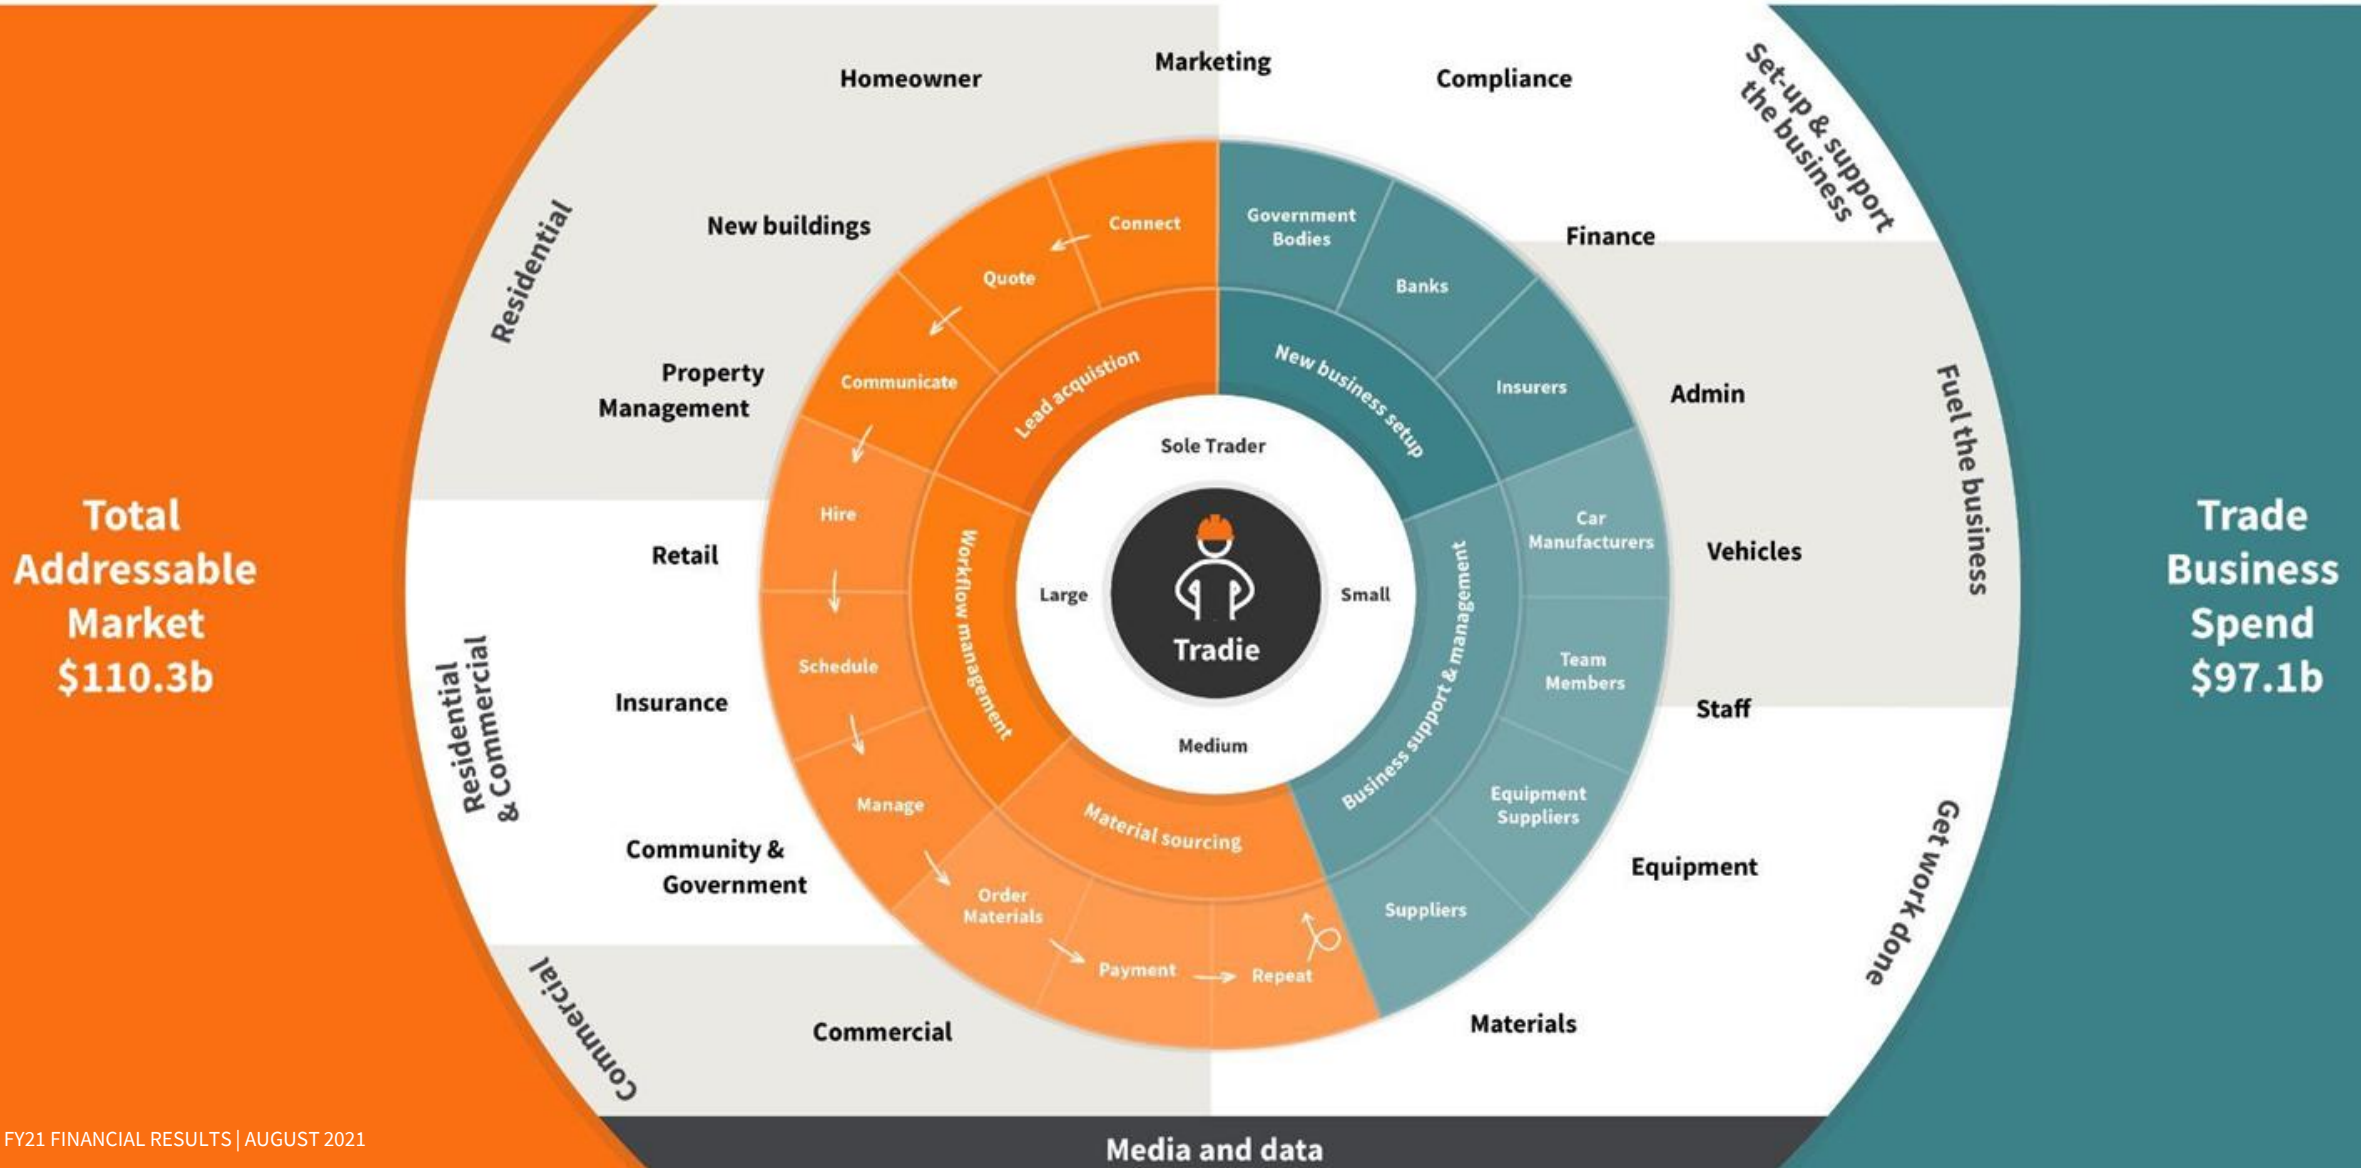 Total
Addressable
Market
$110.3b
Residential
Residential
& Commercial
Commercial
Homeowner
New buildings
Property
Management
Retail
Insurance
Community &
Government
Commercial
Marketing
Connect
Quote
Communicate
Hire
Schedule
Manage
Order
Materials
Payment
Repeat
Lead acquistion
Workflow management
Material sourcing
Sole Trader
Large
Small
Medium
Tradie
New business setup
Business support & management
Government
Bodies
Banks
Insurers
Car
Manufacturers
Team
Members
Equipment
Suppliers
Suppliers
Compliance
Finance
Admin
Vehicles
Staff
Equipment
Materials
Set-up & support
the business
Fuel the business
Get work done
Trade
Business
Spend
$97.1b
FY21 FINANCIAL RESULTS | AUGUST 2021
Media and data